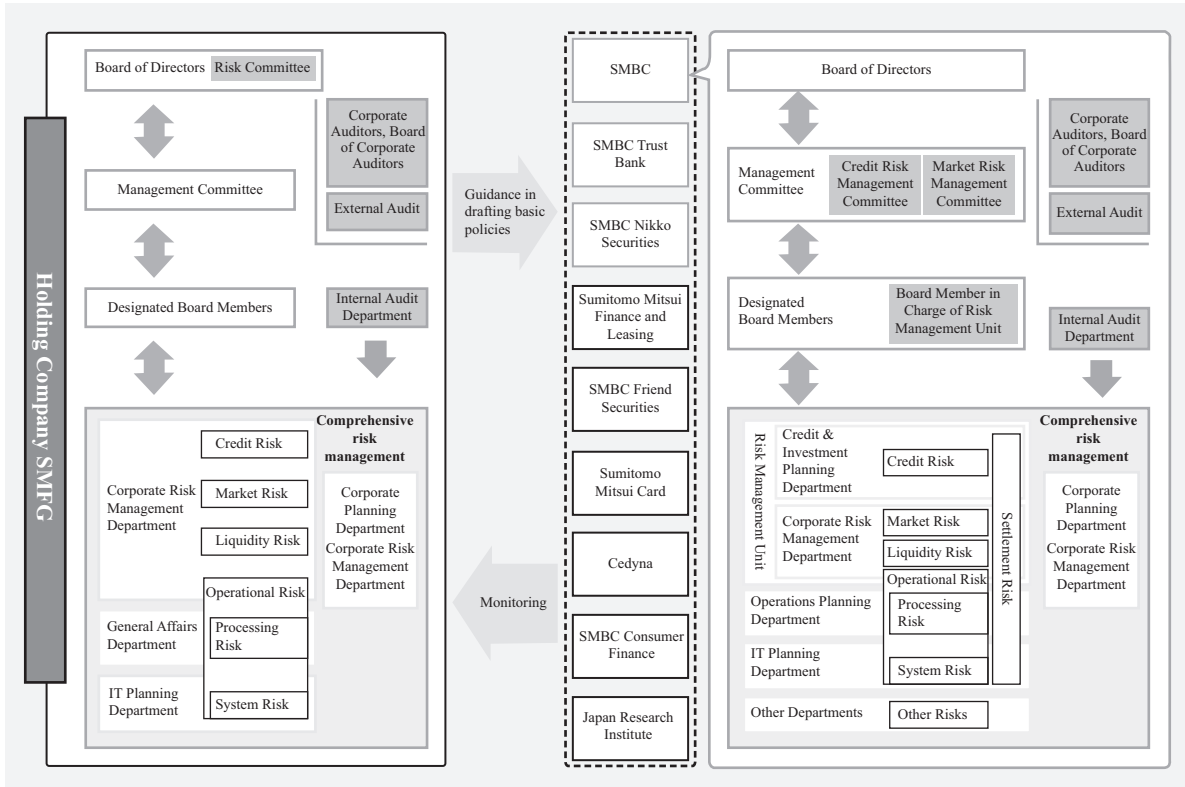 Holding Company SMFG
Board of Directors
Risk Committee
Corporate
Auditors, Board
of Corporate
Auditors
External Audit
Management Committee
Designated Board Members
Internal Audit
Department
Comprehensive
risk
management
Corporate Risk
Management
Department
Credit Risk
Market Risk
Liquidity Risk
Operational Risk
General Affairs
Department
Processing
Risk
IT Planning
Department
System Risk
Corporate
Planning
Department
Corporate Risk
Management
Department
Guidance in
drafting basic
policies
Monitoring
SMBC
SMBC Trust
Bank
SMBC Nikko
Securities
Sumitomo Mitsui
Finance and
Leasing
SMBC Friend
Securities
Sumitomo
Mitsui Card
Cedyna
SMBC Consumer
Finance
Japan Research
Institute
Board of Directors
Corporate
Auditors, Board
of Corporate
Auditors
External Audit
Management
Committee
Credit Risk
Management
Committee
Market Risk
Management
Committee
Designated
Board Members
Board Member in
Charge of Risk
Management Unit
Internal Audit
Department
Comprehensive
risk
management
Risk Management Unit
Credit &
Investment
Planning
Department
Credit Risk
Corporate Risk
Management
Department
Market Risk
Liquidity Risk
Operational Risk
Operations Planning
Department
Processing
Risk
IT Planning
Department
System Risk
Other Departments
Other Risks
Settlement Risk
Corporate
Planning
Department
Corporate Risk
Management
Department